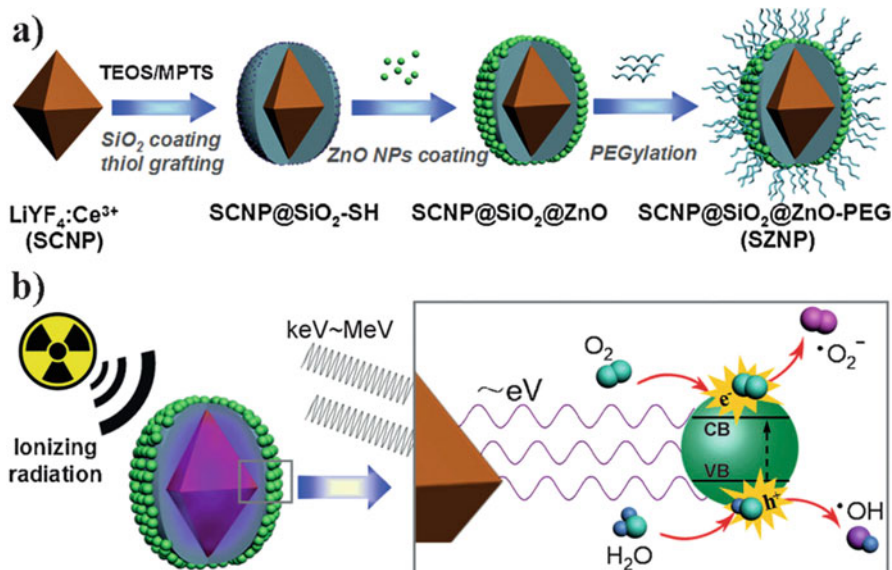 a)
TEOS/MPTS
SiO₂ coating
thiol grafting
ZnO NPs coating
PEGylation
LiYF₄:Ce³⁺
(SCNP)
SCNP@SiO₂-SH
SCNP@SiO₂@ZnO
SCNP@SiO₂@ZnO-PEG
(SZNP)
b)
Ionizing
radiation
keV~MeV
~eV
O₂
·O₂⁻
e⁻
CB
VB
h⁺
H₂O
·OH